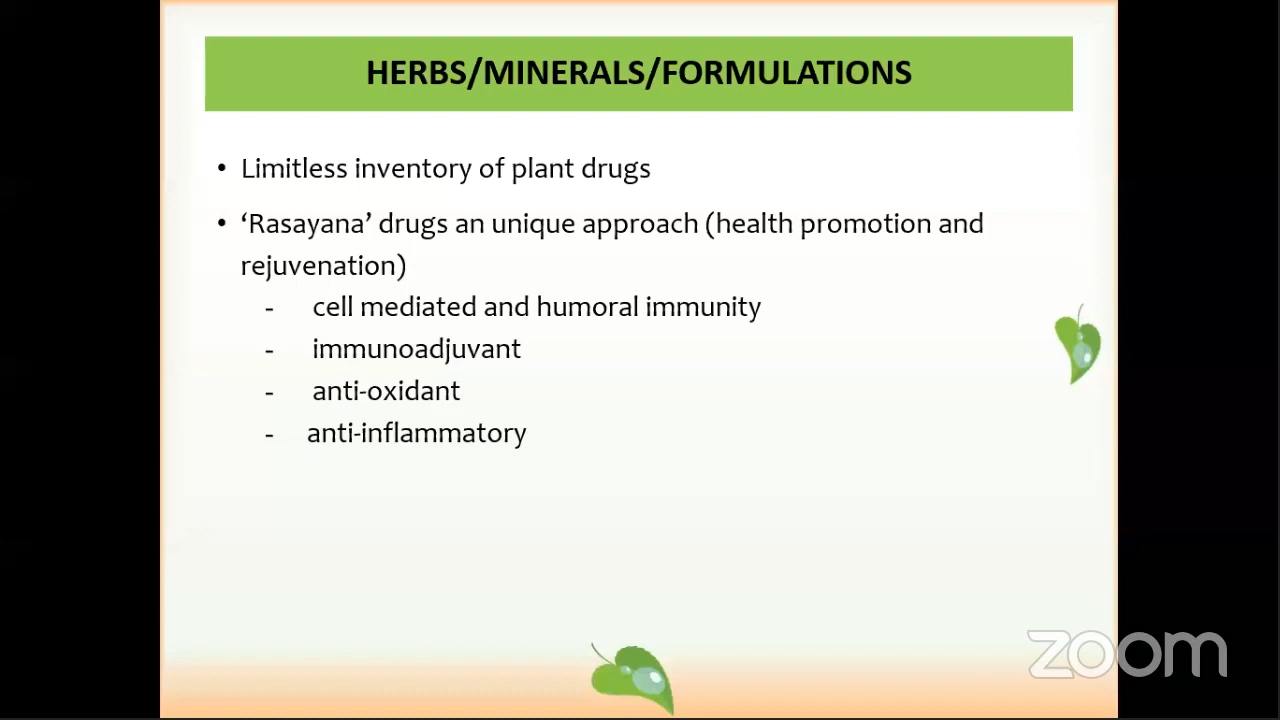 HERBS/MINERALS/FORMULATIONS
• Limitless inventory of plant drugs
• ‘Rasayana’ drugs an unique approach (health promotion and
rejuvenation)
- cell mediated and humoral immunity
- immunoadjuvant
- anti-oxidant
- anti-inflammatory
zoom